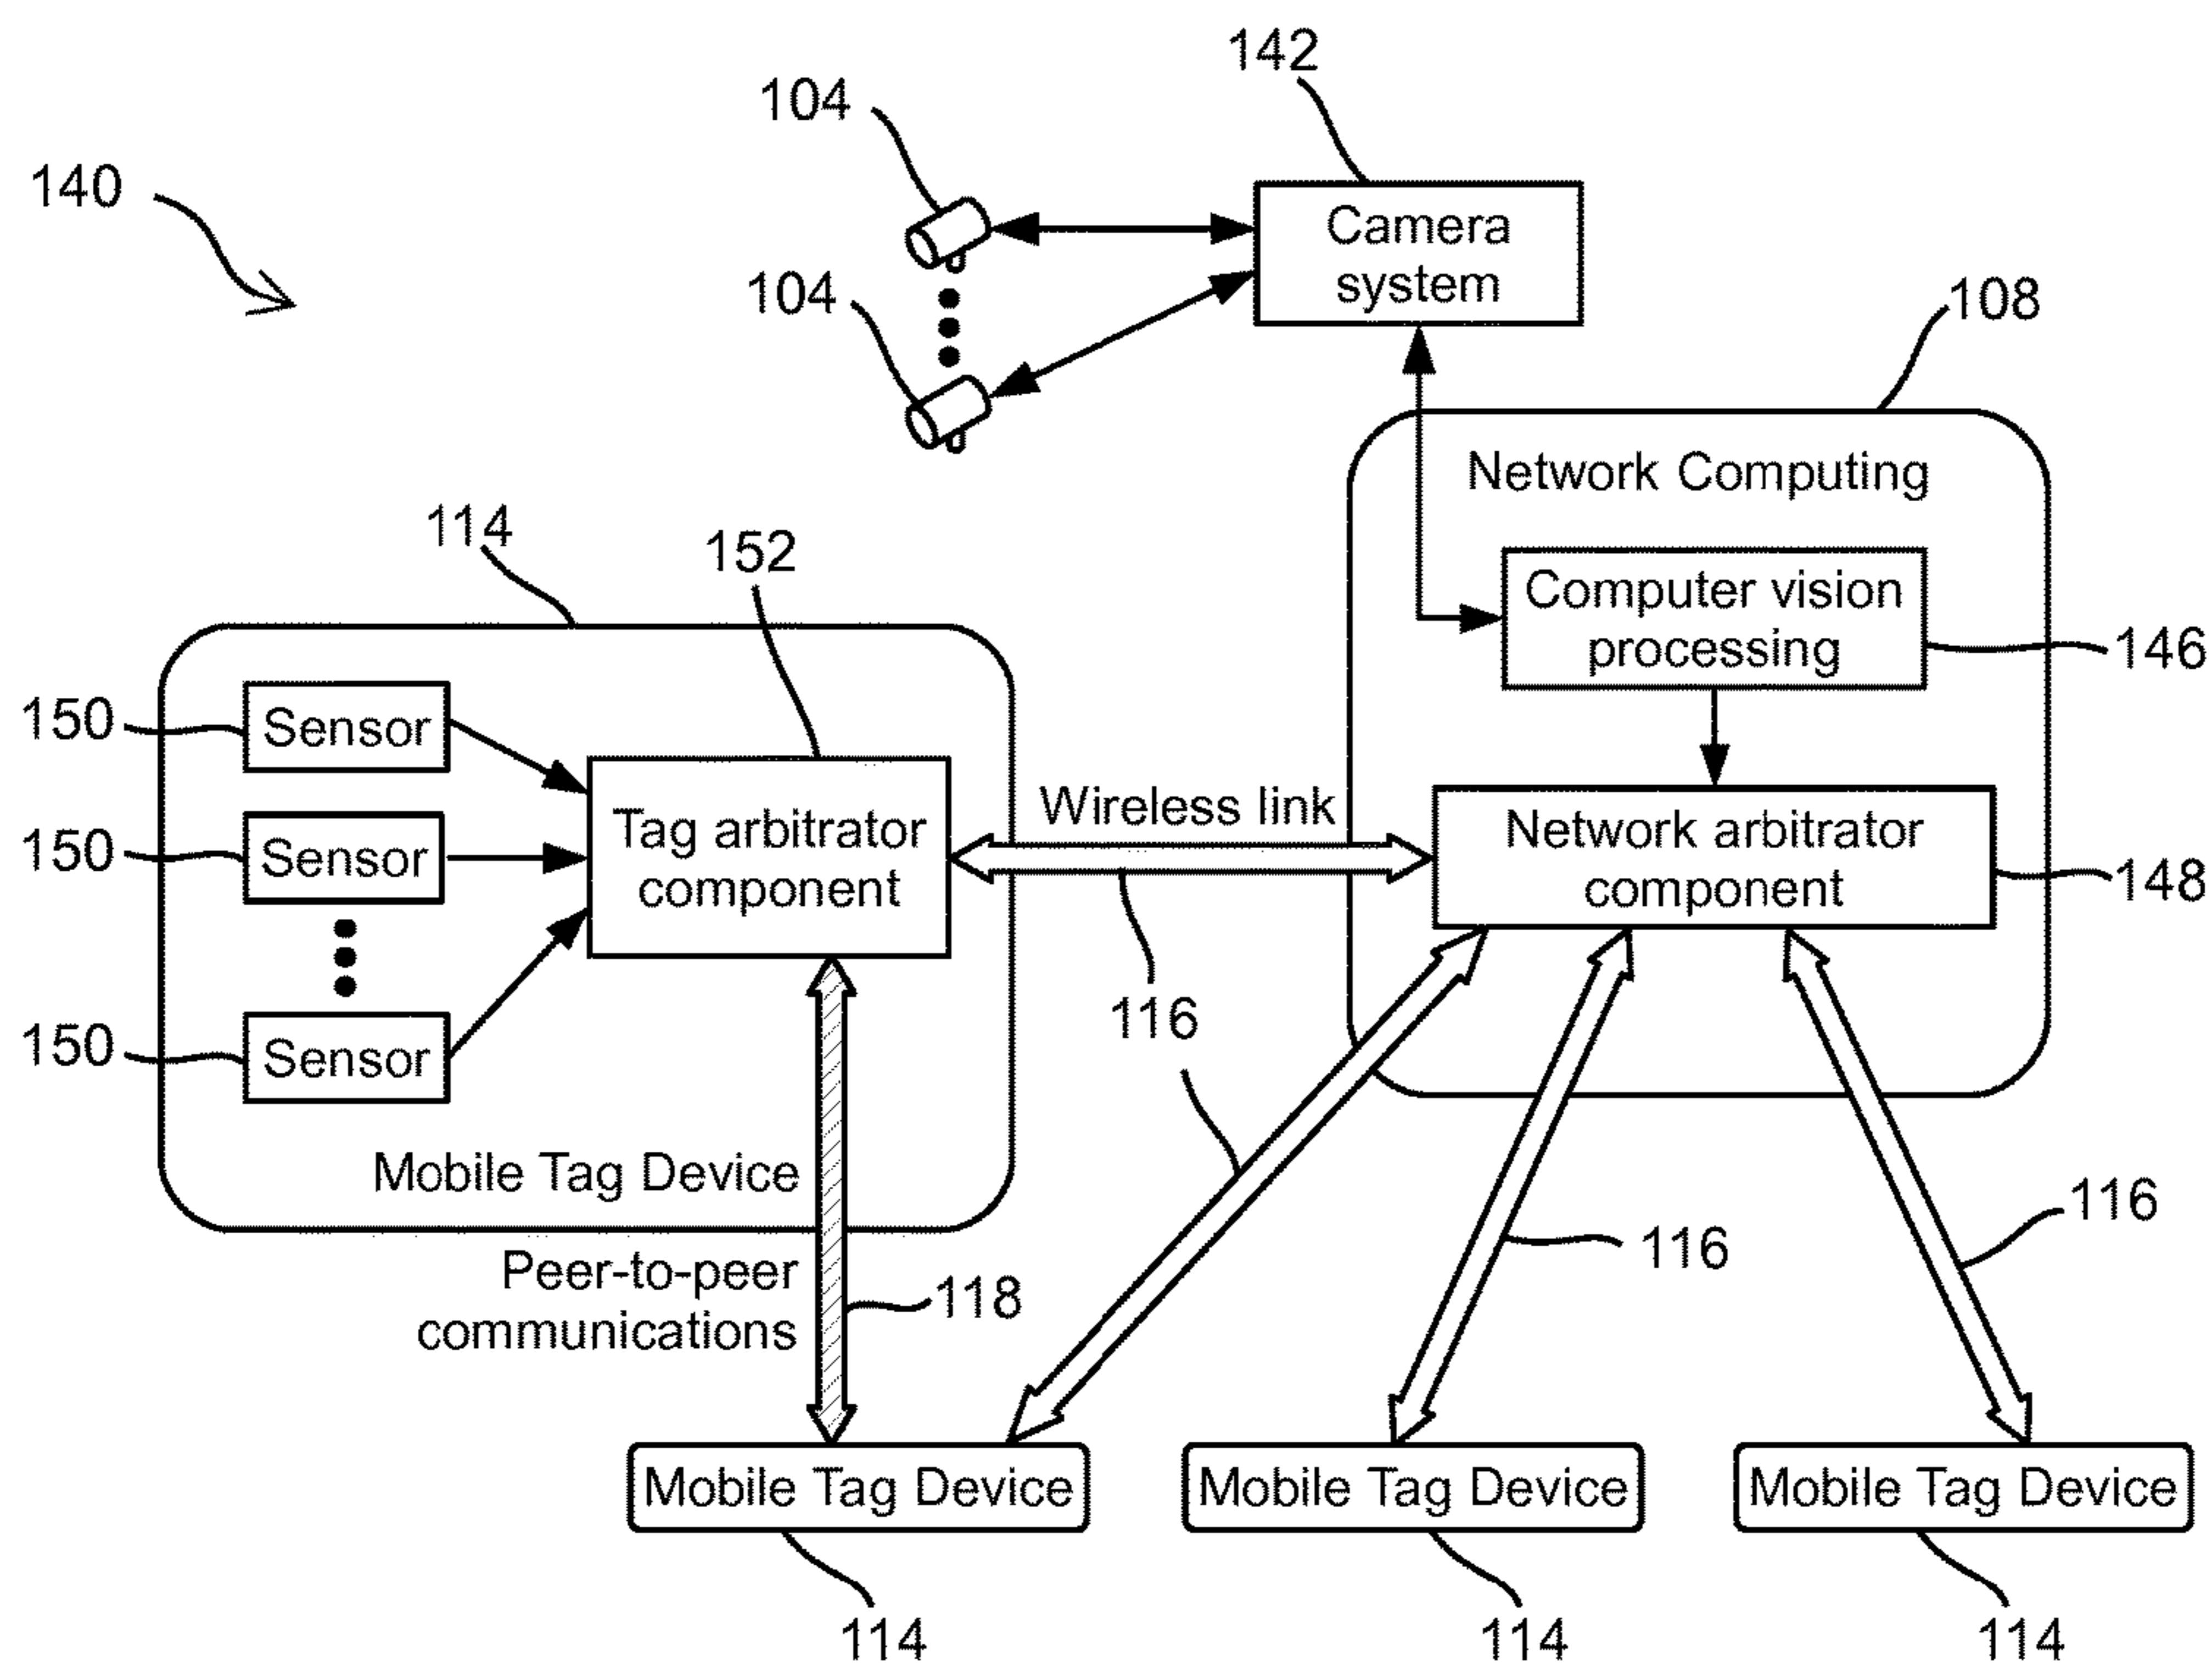 142
104
140
Camera
system
104
108
Network Computing
114
152
Computer vision
processing
146
150
Sensor
Wireless link
Tag arbitrator
component
Network arbitrator
component
150
Sensor
148
116
150
Sensor
Mobile Tag Device
116
116
Peer-to-peer
communications
118
Mobile Tag Device
Mobile Tag Device
Mobile Tag Device
114
114
114